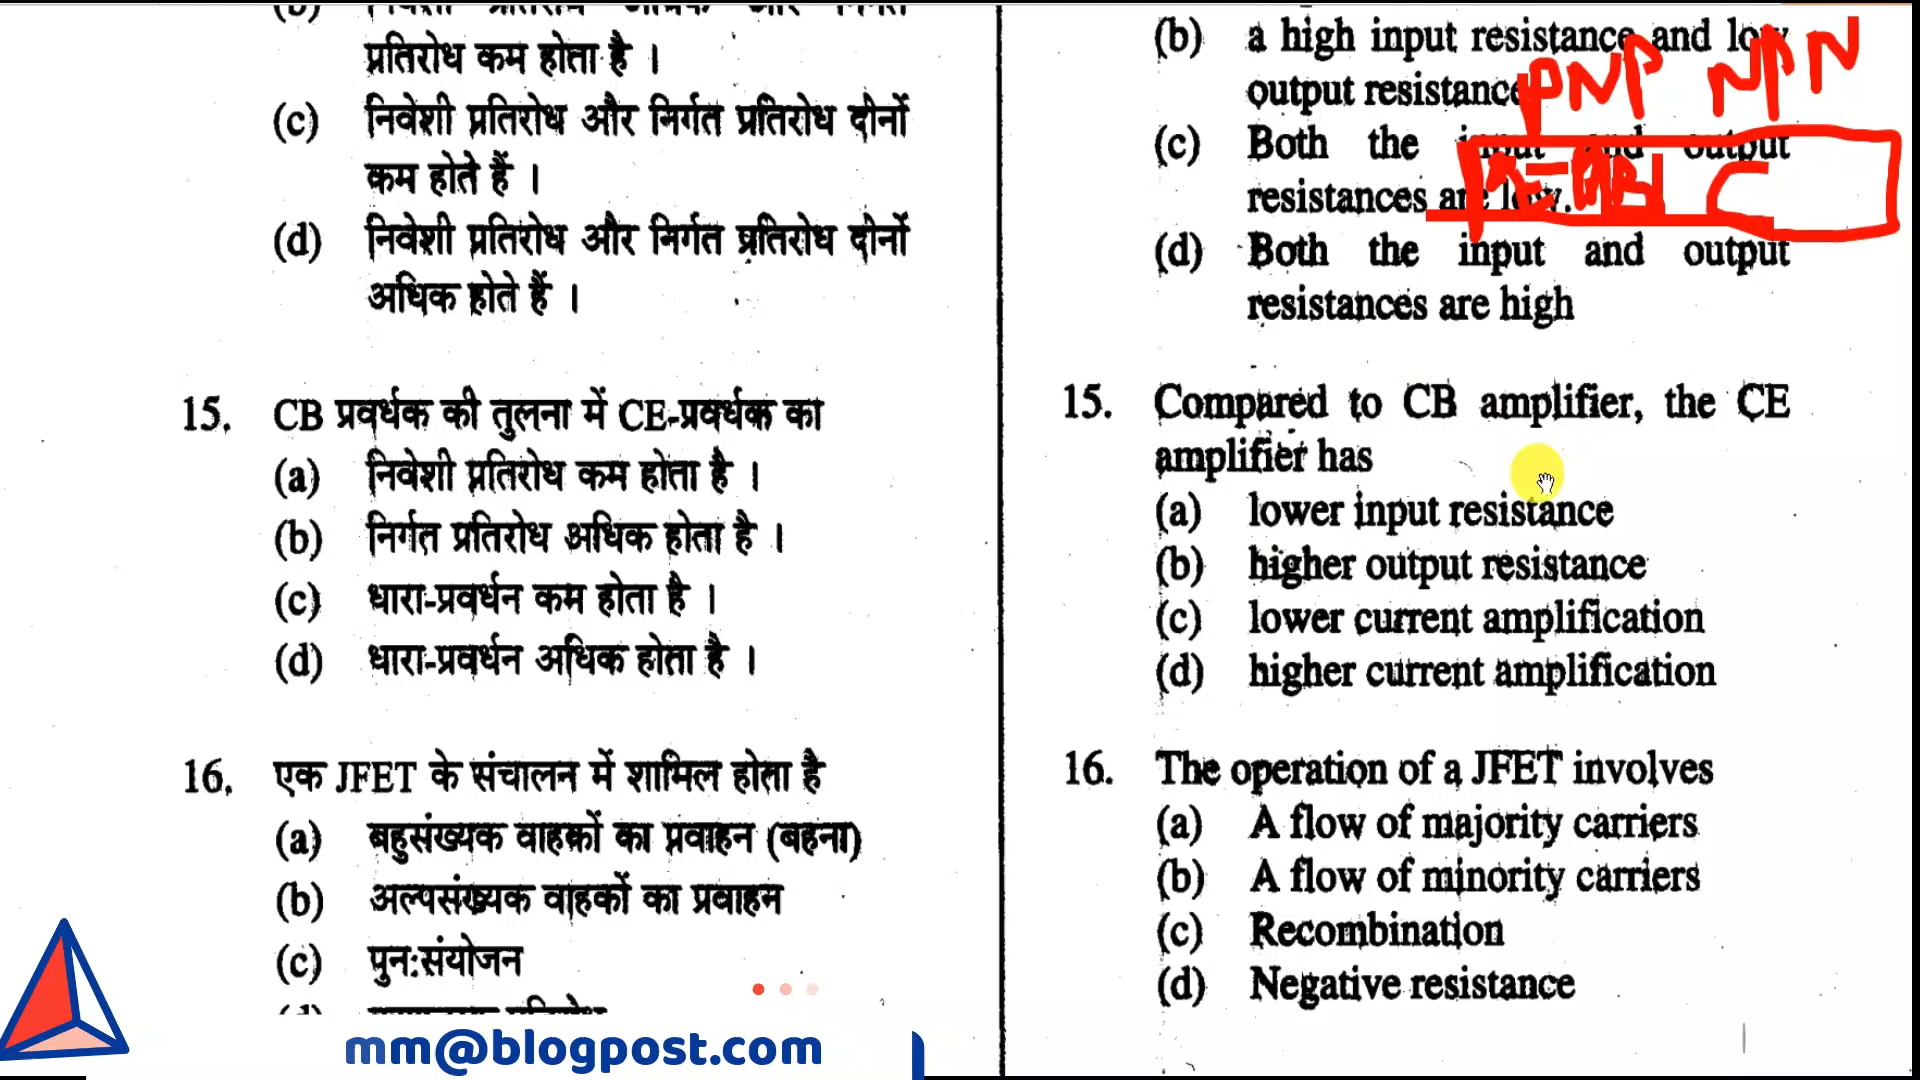 प्रतिरोध कम होता है ।
(c) निवेशी प्रतिरोध और निर्गत प्रतिरोध दोनों
कम होते हैं ।
(d) निवेशी प्रतिरोध और निर्गत प्रतिरोध दोनों
अधिक होते हैं ।
15. CB प्रवर्धक की तुलना में CE-प्रवर्धक का
(a) निवेशी प्रतिरोध कम होता है ।
(b) निर्गत प्रतिरोध अधिक होता है ।
(c) धारा-प्रवर्धन कम होता है ।
(d) धारा-प्रवर्धन अधिक होता है ।
16. एक JFET के संचालन में शामिल होता है
(a) बहुसंख्यक वाहकों का प्रवाहन (बहना)
(b) अल्पसंख्यक वाहकों का प्रवाहन
(c) पुन:संयोजन
mm@blogpost.com
(b) a high input resistance and low
output resistance
PNP NPN
(c) Both the input and output
resistances are low.
(d) Both the input and output
resistances are high
15. Compared to CB amplifier, the CE
amplifier has
(a) lower input resistance
(b) higher output resistance
(c) lower current amplification
(d) higher current amplification
16. The operation of a JFET involves
(a) A flow of majority carriers
(b) A flow of minority carriers
(c) Recombination
(d) Negative resistance